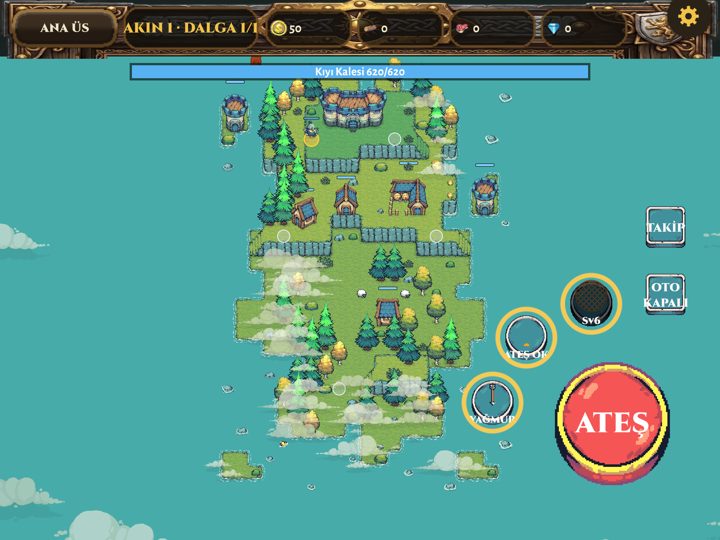 ANA ÜS
AKIN 1 · DALGA 1/1
50
0
0
0
Kıyı Kalesi 620/620
TAKİP
OTO
KAPALI
Sv6
ATEŞ OK
YAĞMUR
ATEŞ